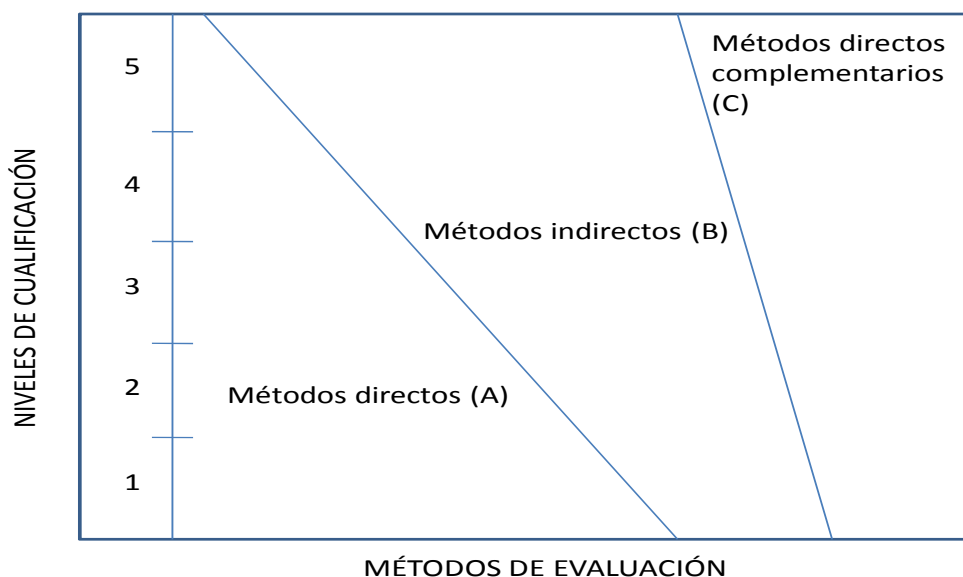 NIVELES DE CUALIFICACIÓN
5
4
3
2
1
Métodos directos
complementarios
(C)
Métodos indirectos (B)
Métodos directos (A)
MÉTODOS DE EVALUACIÓN